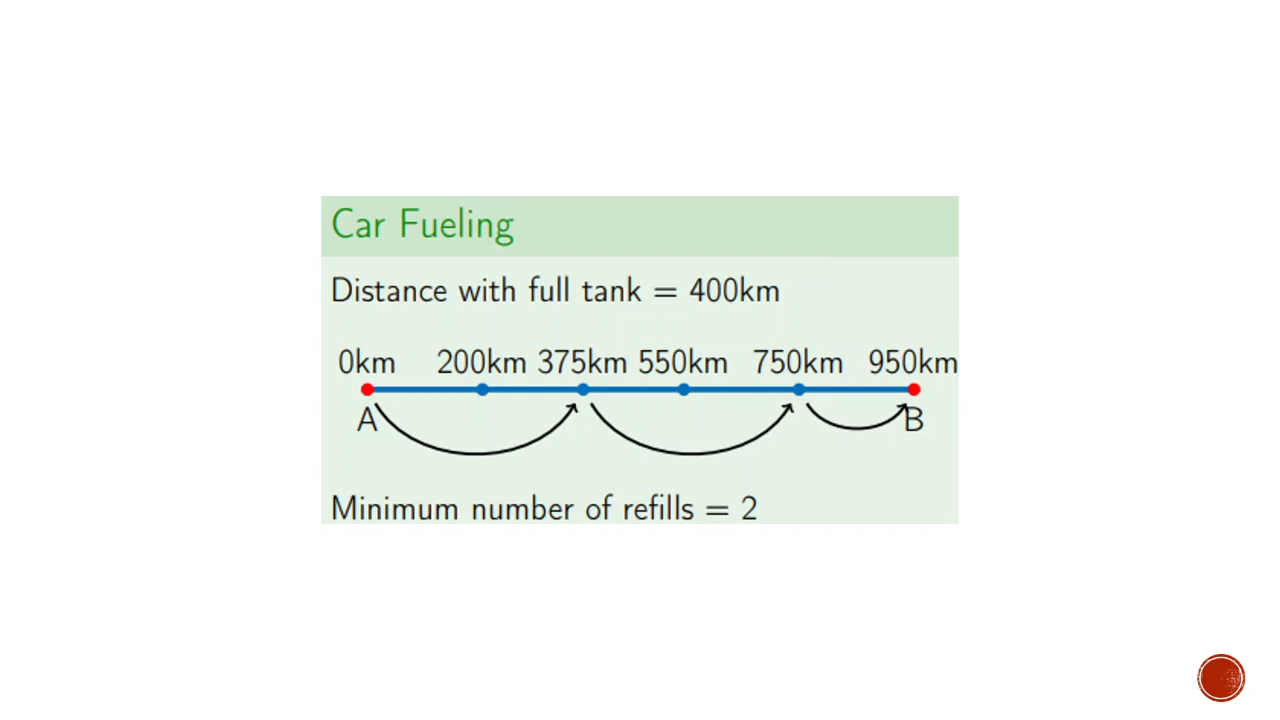 Car Fueling
Distance with full tank = 400km
0km 200km 375km 550km 750km 950km
A B
Minimum number of refills = 2